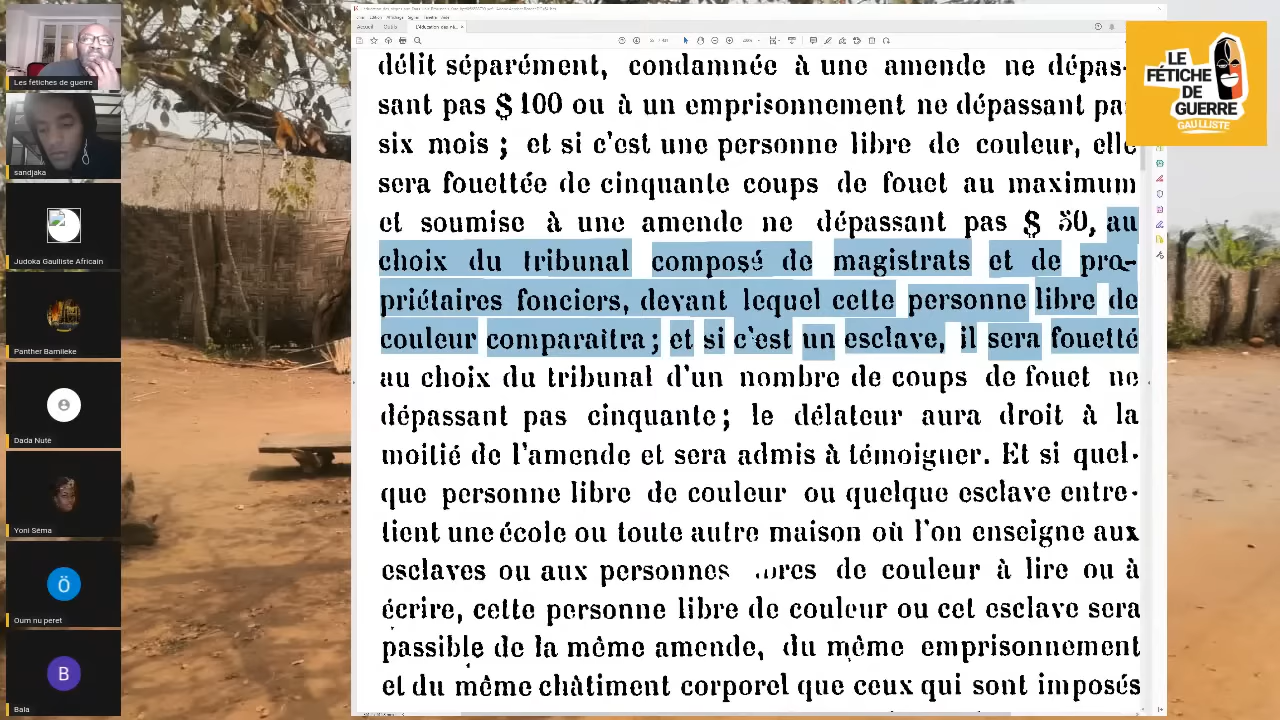 Les fétiches de guerre
sandjaka
Judoka Gaulliste Africain
Panther Bamileke
Dada Nutè
Yoni Séma
Ö
Oum nu peret
B
Bala
Accueil Outils
délit séparément, condamnée à une amende ne dépas-
sant pas $ 100 ou à un emprisonnement ne dépassant pa
six mois ; et si c'est une personne libre de couleur, elle
sera fouettée de cinquante coups de fouet au maximum
et soumise à une amende ne dépassant pas $ 50, au
choix du tribunal composé de magistrats et de pro-
priétaires fonciers, devant lequel cette personne libre de
couleur comparaîtra ; et si c'est un esclave, il sera fouetté
au choix du tribunal d'un nombre de coups de fouet ne
dépassant pas cinquante ; le délateur aura droit à la
moitié de l'amende et sera admis à témoigner. Et si quel-
que personne libre de couleur ou quelque esclave entre-
tient une école ou toute autre maison où l'on enseigne aux
esclaves ou aux personnes de couleur à lire ou à
écrire, cette personne libre de couleur ou cet esclave sera
passible de la même amende, du même emprisonnement
et du même châtiment corporel que ceux qui sont imposés
LE
FÉTICHE
DE
GUERRE
GAULLISTE